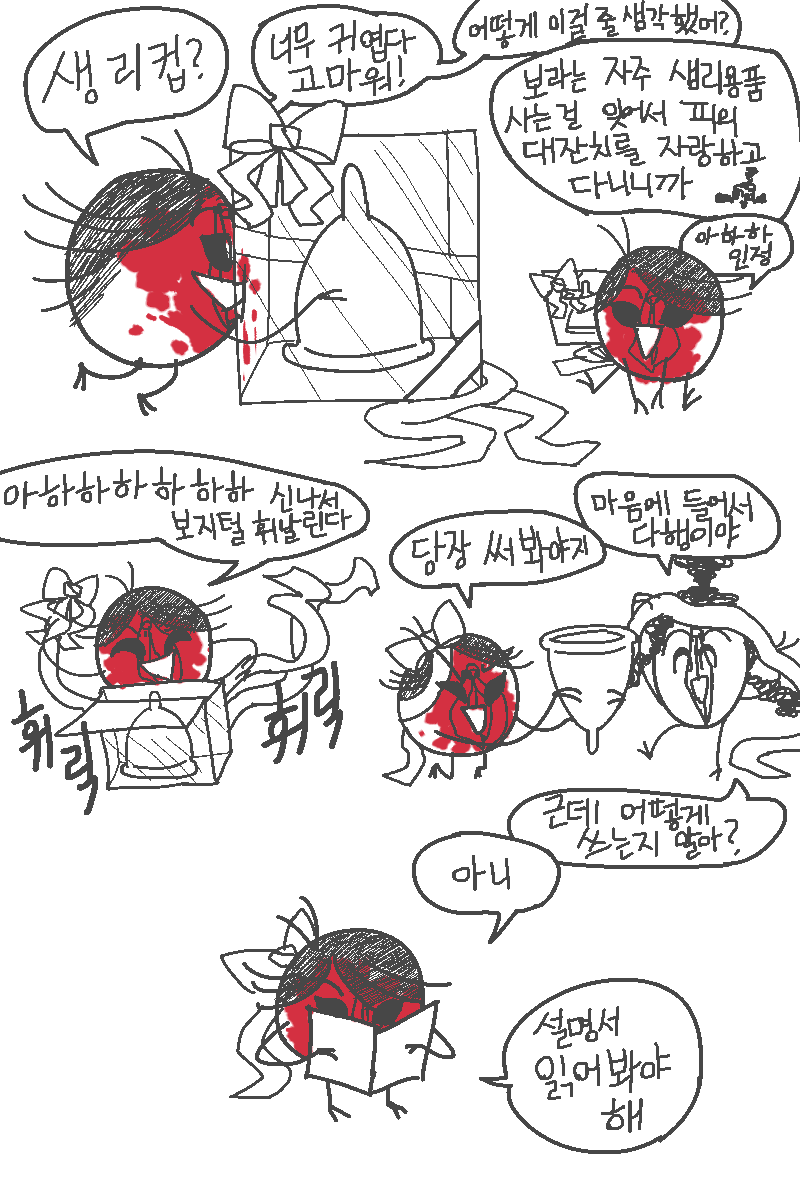 생리컵?
너무 귀엽다
고마워!
어떻게 이걸 줄 생각했어?
보라는 자주 생리용품
사는걸 잊어서 피의
대잔치를 자랑하고
다니니까
아하하
인정
아하하하하하하 신나서
보지털 휘날린다
휘릭
휘릭
당장 써봐야지
마음에 들어서
다행이야
근데 어떻게
쓰는지 알아?
아니
설명서
읽어봐야
해